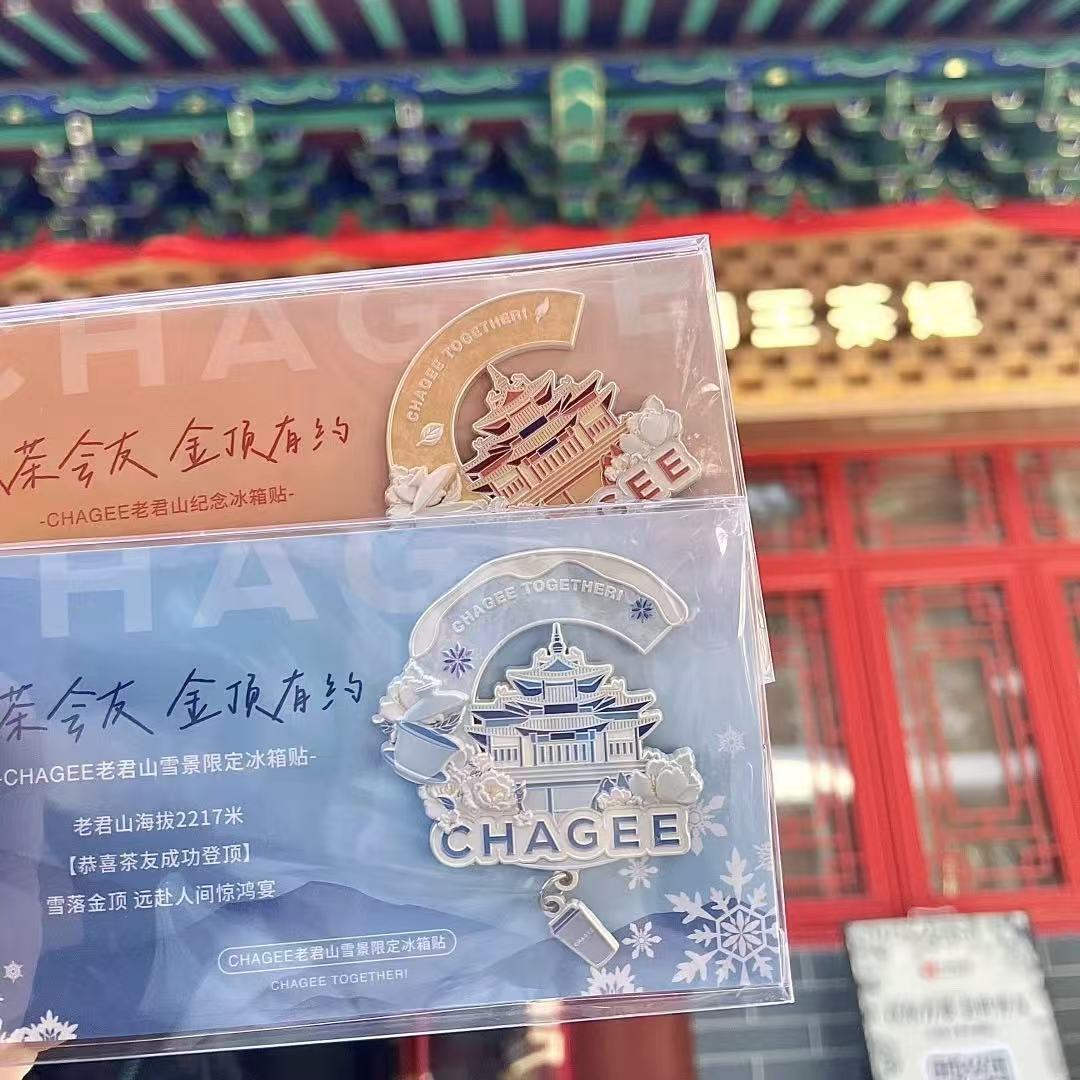 王茶姬
CHAGEE
CHAGEE TOGETHER!
茶会友 金顶有约
-CHAGEE老君山纪念冰箱贴-
GEE
HAG
CHAGEE TOGETHER!
茶会友 金顶有约
-CHAGEE老君山雪景限定冰箱贴-
老君山海拔2217米
【恭喜茶友成功登顶】
雪落金顶 远赴人间惊鸿宴
CHAGEE
CHAGEE老君山雪景限定冰箱贴
CHAGEE TOGETHER!